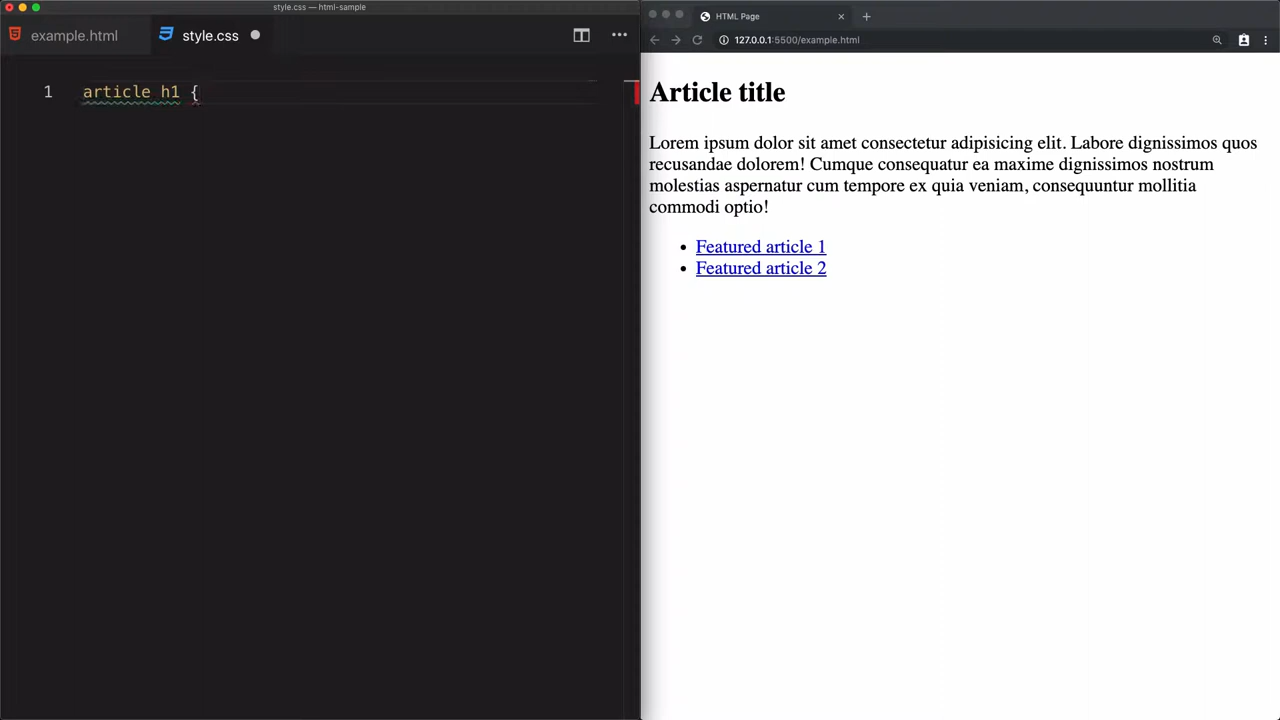 style.css — html-sample
example.html
style.css
1 article h1 {
HTML Page
127.0.0.1:5500/example.html
Article title
Lorem ipsum dolor sit amet consectetur adipisicing elit. Labore dignissimos quos
recusandae dolorem! Cumque consequatur ea maxime dignissimos nostrum
molestias aspernatur cum tempore ex quia veniam, consequuntur mollitia
commodi optio!
• Featured article 1
• Featured article 2